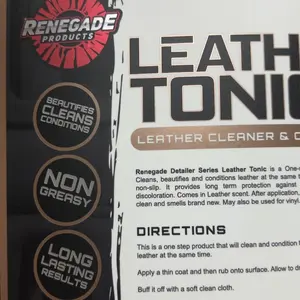 RENEGADE
PRODUCTS
LEATH
TONIC
LEATHER CLEANER & C
BEAUTIFIES
CLEANS
CONDITIONS
NON
GREASY
LONG
LASTING
RESULTS
Renegade Detailer Series Leather Tonic is a One-
Cleans, beautifies and conditions leather at the same t
non-slip. It provides long term protection against
discoloration. Comes in Leather scent. After application,
clean and smells brand new. May also be used for vinyl.
DIRECTIONS
This is a one step product that will clean and condition t
leather at the same time.
Apply a thin coat and then rub onto surface. Allow to d
Buff it off with a soft clean cloth.